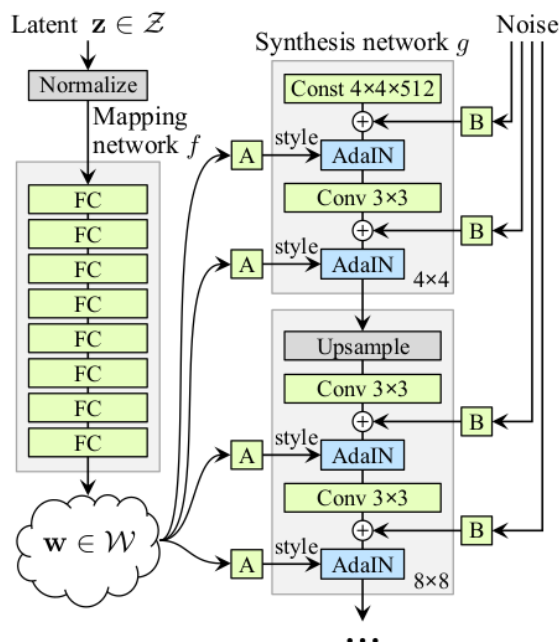 Latent z ∈ Z
Normalize
Mapping
network f
FC
FC
FC
FC
FC
FC
FC
FC
w ∈ W
Synthesis network g
Noise
Const 4×4×512
B
A
style
AdaIN
Conv 3×3
B
A
style
AdaIN
4×4
Upsample
Conv 3×3
B
A
style
AdaIN
Conv 3×3
B
A
style
AdaIN
8×8
...